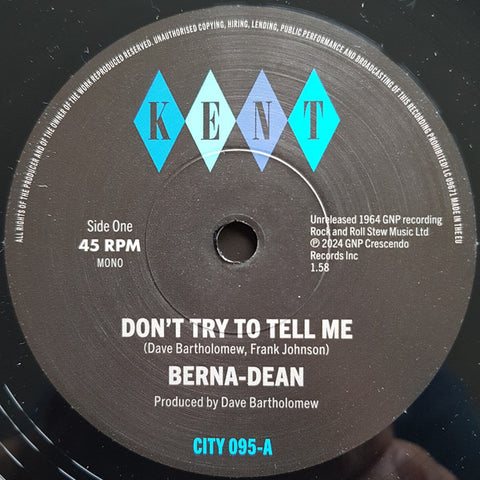 ALL RIGHTS OF THE PRODUCER AND OF THE OWNER OF THE WORK REPRODUCED RESERVED. UNAUTHORISED COPYING, HIRING, LENDING, PUBLIC PERFORMANCE AND BROADCASTING OF THIS RECORDING PROHIBITED! LC 09671 MADE IN THE EU
KENT
Side One
45 RPM
MONO
Unreleased 1964 GNP recording
Rock and Roll Stew Music Ltd
℗ 2024 GNP Crescendo
Records Inc
1.58
DON'T TRY TO TELL ME
(Dave Bartholomew, Frank Johnson)
BERNA-DEAN
Produced by Dave Bartholomew
CITY 095-A